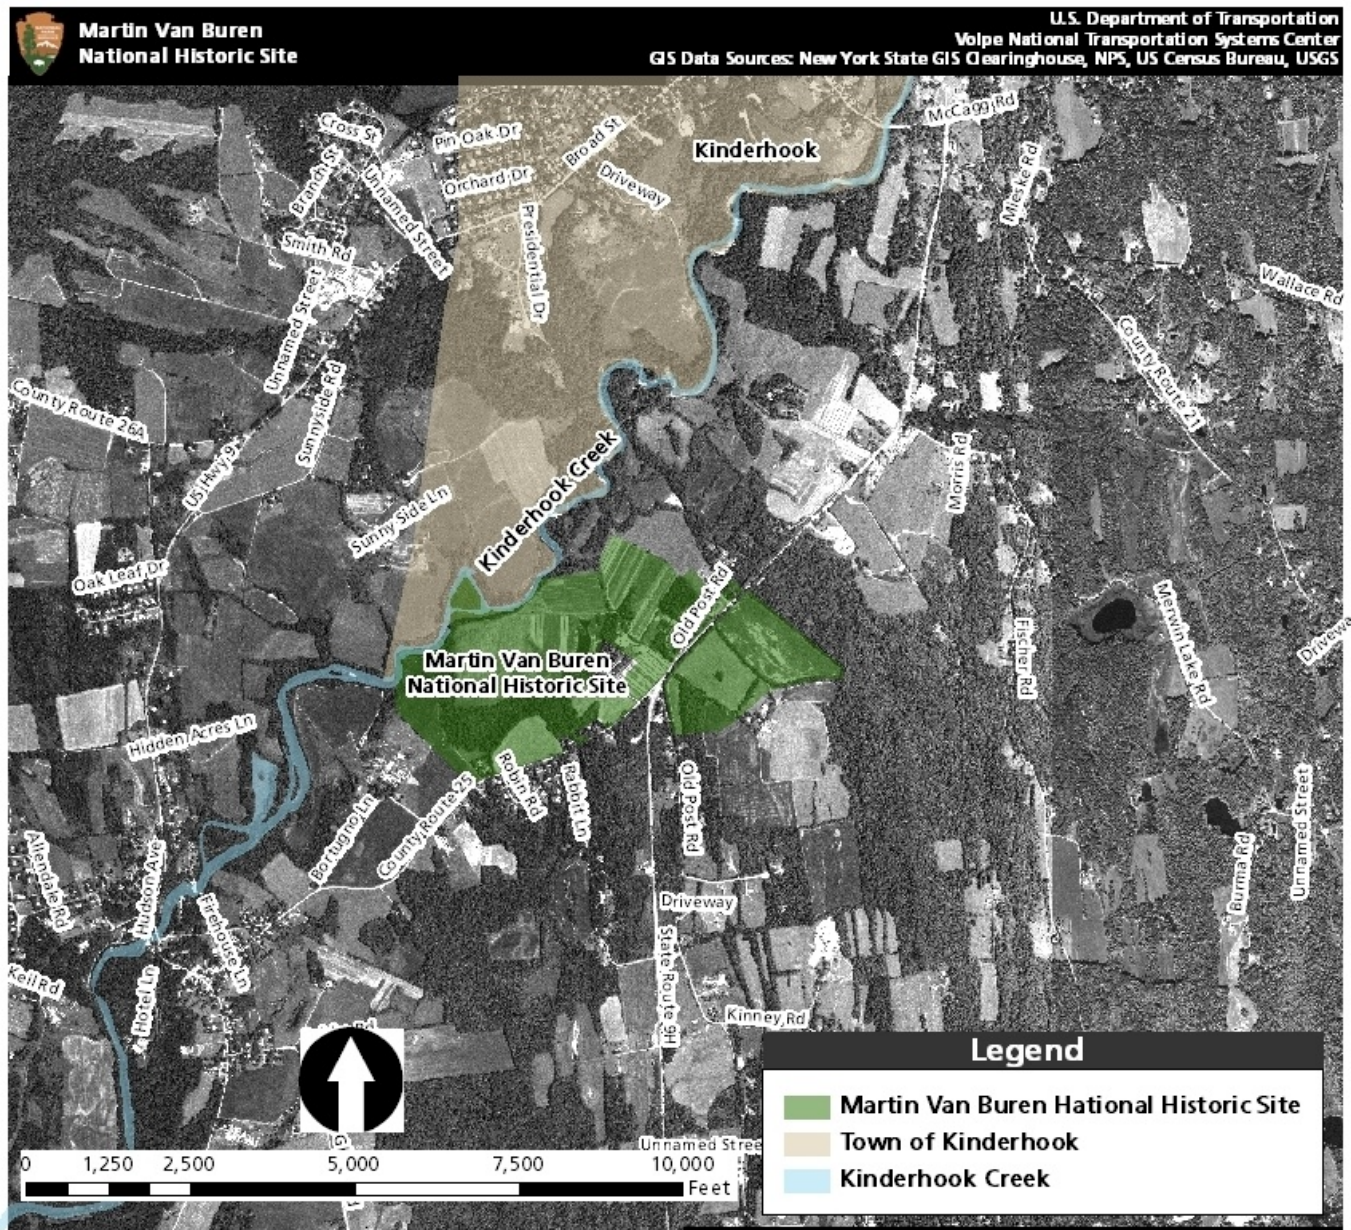 Martin Van Buren
National Historic Site
U.S. Department of Transportation
Volpe National Transportation Systems Center
GIS Data Sources: New York State GIS Clearinghouse, NPS, US Census Bureau, USGS
McCagg Rd
Cross St
Pin Oak Dr
Broad St
Kinderhook
Mieske Rd
Brandt St
Unnamed Street
Orchard Dr
Driveway
Presidential Dr
Smith Rd
Unnamed Street
Wallace Rd
County Route 21
County Route 26A
Sunnyside Rd
US Hwy 9
Kinderhook Creek
Morris Rd
Sunny Side Ln
Oak Leaf Dr
Old Post Rd
Merwin Lake Rd
Fischer Rd
Martin Van Buren
National Historic Site
Hidden Acres Ln
Robin Rd
Rabbit Ln
Old Post Rd
Bortugno Ln
County Route 25
Unnamed Street
Allendale Rd
Hudson Ave
Burma Rd
Firehouse Ln
Driveway
State Route 9H
Keil Rd
Hotel Ln
Kinney Rd
Legend
Martin Van Buren Hational Historic Site
Town of Kinderhook
Kinderhook Creek
Unnamed Stree
0 1,250 2,500 5,000 7,500 10,000
Feet